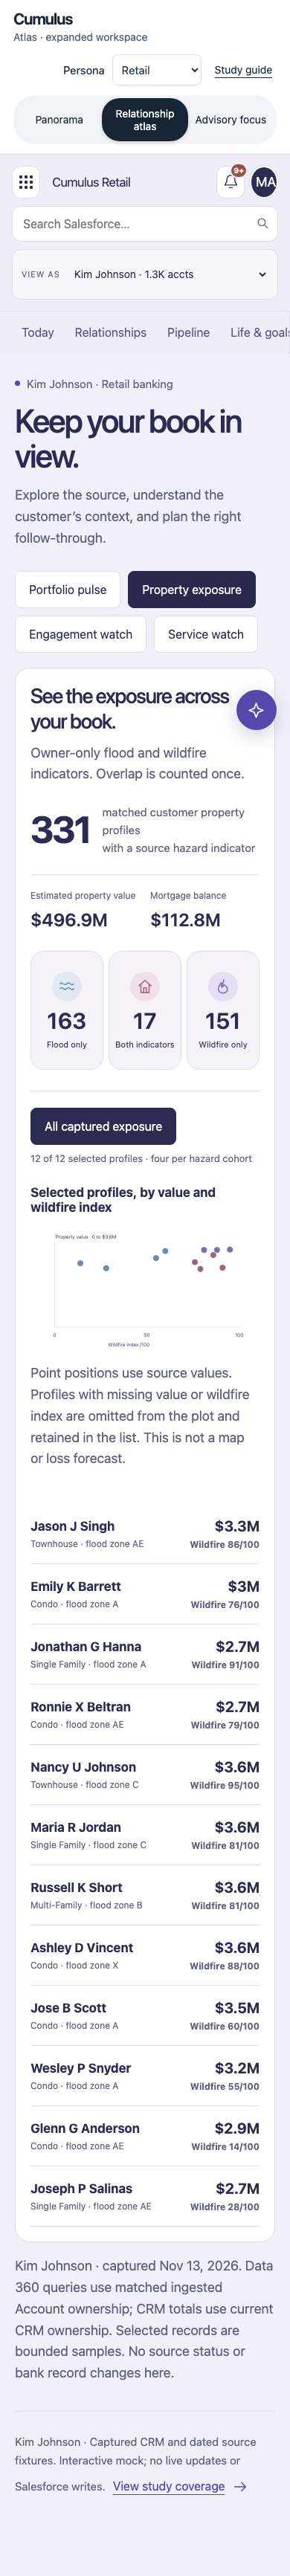 Cumulus
Atlas · expanded workspace
Persona
Retail
Study guide
Panorama
Relationship
atlas
Advisory focus
Cumulus Retail
9+
MA
Search Salesforce...
VIEW AS
Kim Johnson · 1.3K accts
Today
Relationships
Pipeline
Life & goals
Kim Johnson · Retail banking
Keep your book in
view.
Explore the source, understand the
customer's context, and plan the right
follow-through.
Portfolio pulse
Property exposure
Engagement watch
Service watch
See the exposure across
your book.
Owner-only flood and wildfire
indicators. Overlap is counted once.
331
matched customer property
profiles
with a source hazard indicator
Estimated property value
Mortgage balance
$496.9M
$112.8M
163
17
151
Flood only
Both indicators
Wildfire only
All captured exposure
12 of 12 selected profiles · four per hazard cohort
Selected profiles, by value and
wildfire index
Property value · 0 to $3.6M
0
50
100
Wildfire index /100
Point positions use source values.
Profiles with missing value or wildfire
index are omitted from the plot and
retained in the list. This is not a map
or loss forecast.
Jason J Singh
$3.3M
Townhouse · flood zone AE
Wildfire 86/100
Emily K Barrett
$3M
Condo · flood zone A
Wildfire 76/100
Jonathan G Hanna
$2.7M
Single Family · flood zone A
Wildfire 91/100
Ronnie X Beltran
$2.7M
Condo · flood zone AE
Wildfire 79/100
Nancy U Johnson
$3.6M
Townhouse · flood zone C
Wildfire 95/100
Maria R Jordan
$3.6M
Single Family · flood zone C
Wildfire 81/100
Russell K Short
$3.6M
Multi-Family · flood zone B
Wildfire 81/100
Ashley D Vincent
$3.6M
Condo · flood zone X
Wildfire 88/100
Jose B Scott
$3.5M
Condo · flood zone A
Wildfire 60/100
Wesley P Snyder
$3.2M
Condo · flood zone A
Wildfire 55/100
Glenn G Anderson
$2.9M
Condo · flood zone AE
Wildfire 14/100
Joseph P Salinas
$2.7M
Single Family · flood zone AE
Wildfire 28/100
Kim Johnson · captured Nov 13, 2026. Data
360 queries use matched ingested
Account ownership; CRM totals use current
CRM ownership. Selected records are
bounded samples. No source status or
bank record changes here.
Kim Johnson · Captured CRM and dated source
fixtures. Interactive mock; no live updates or
Salesforce writes. View study coverage →